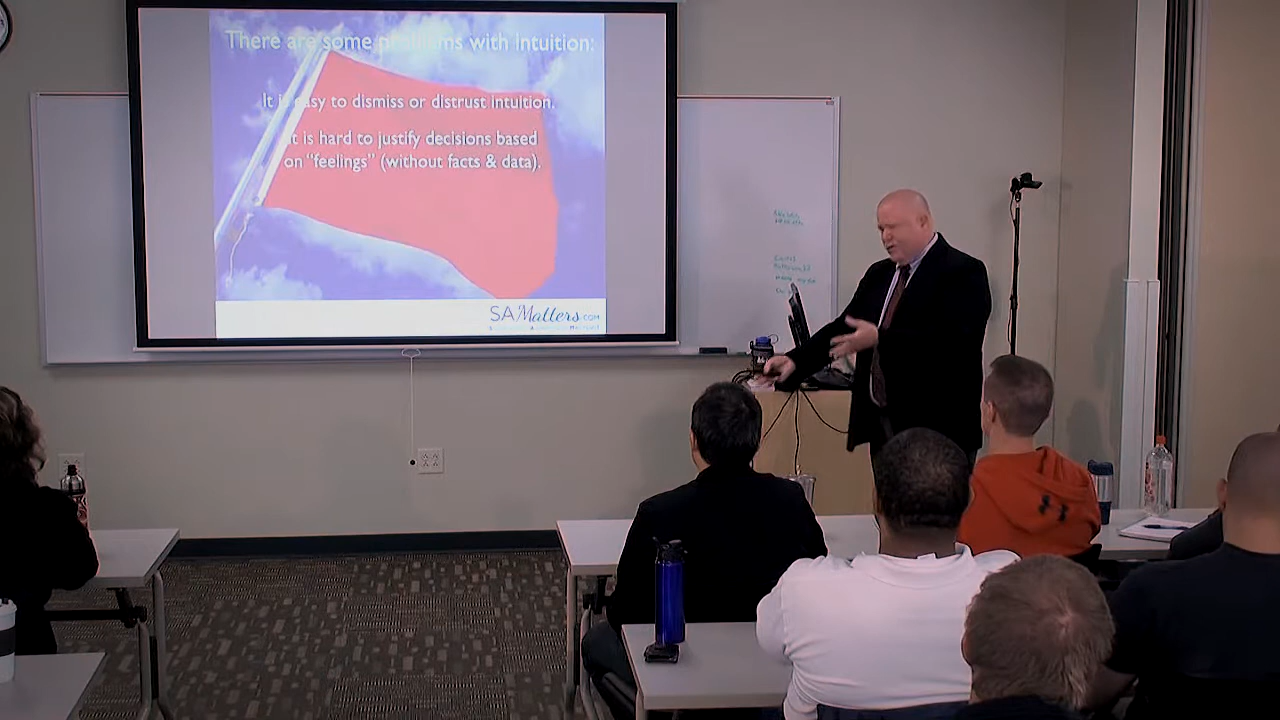 There are some problems with Intuition:
It is easy to dismiss or distrust intuition.
It is hard to justify decisions based
on "feelings" (without facts & data).
SAMatters.COM